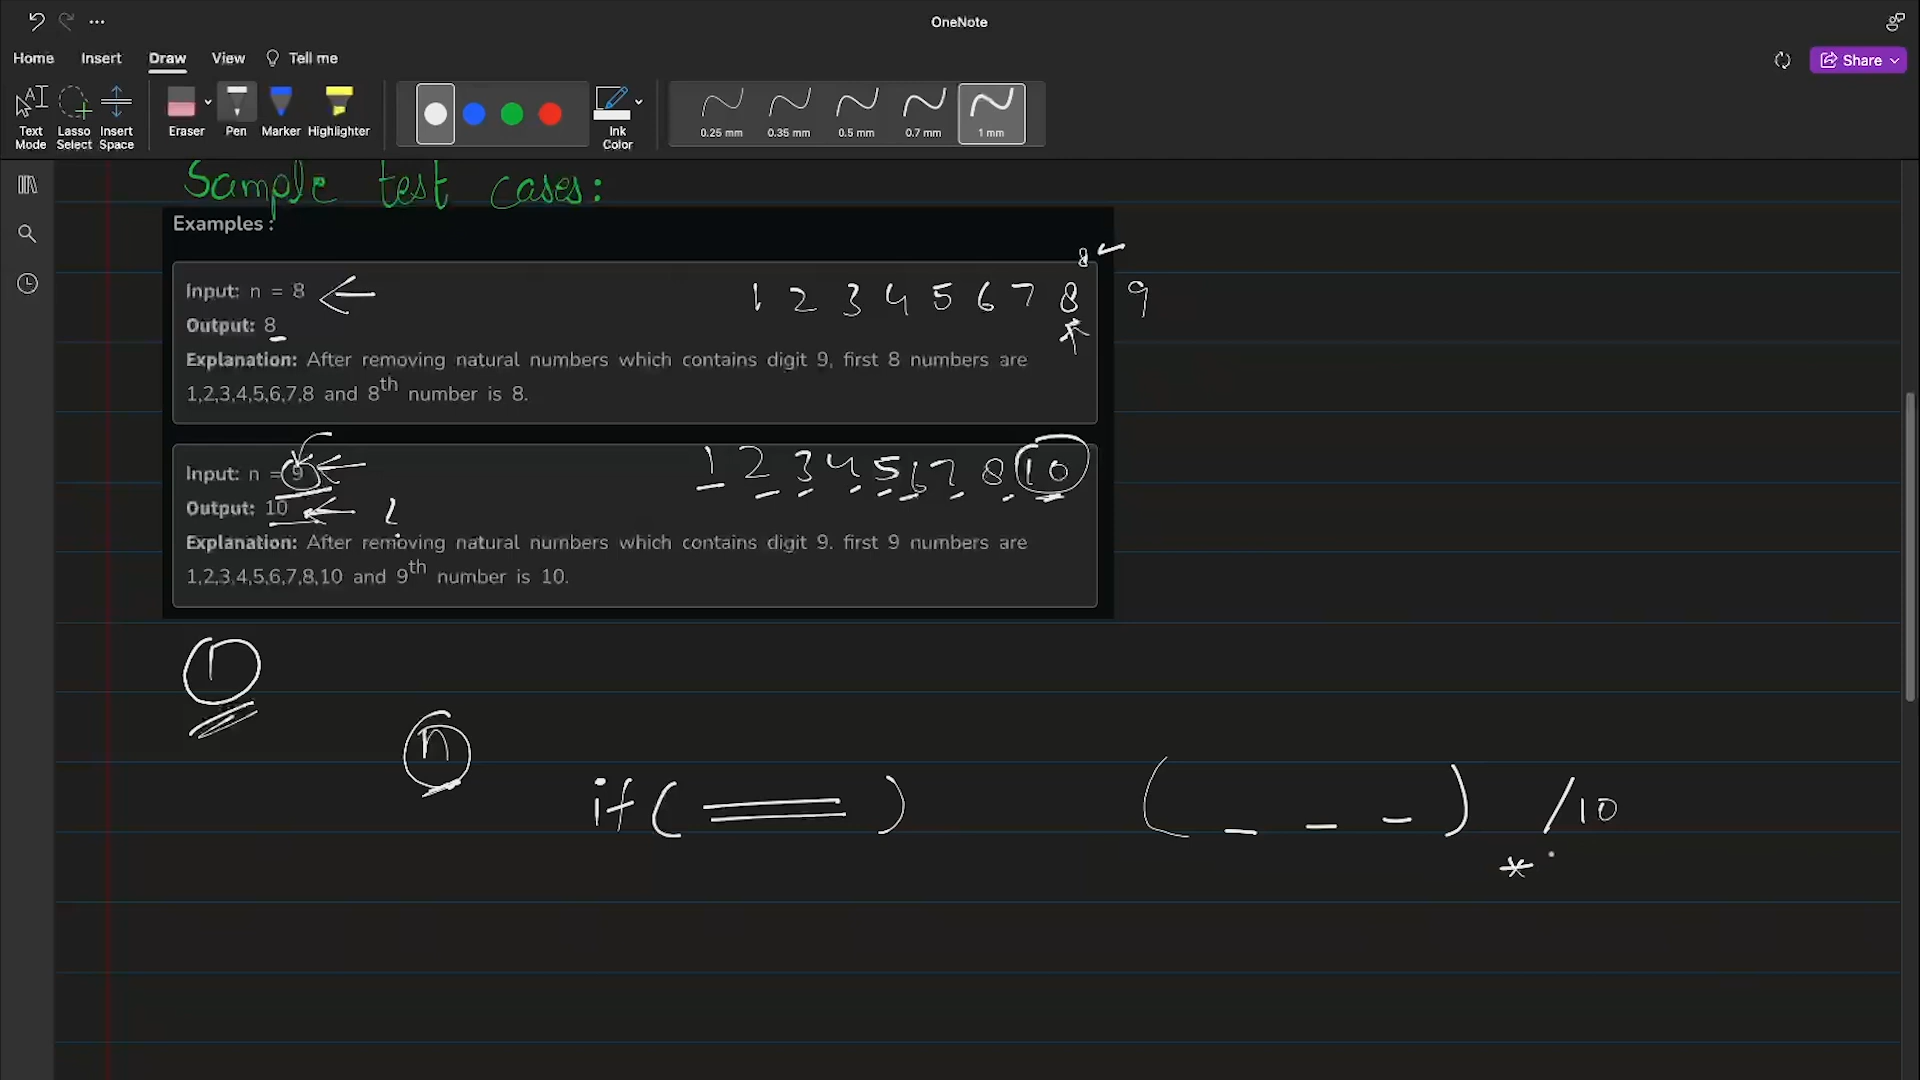 OneNote
Home Insert Draw View Tell me
Share
Text Mode
Lasso Select
Insert Space
Eraser
Pen
Marker
Highlighter
Ink Color
0.25 mm 0.35 mm 0.5 mm 0.7 mm 1 mm
Sample test cases:
Examples :
8
Input: n = 8
1 2 3 4 5 6 7 8 9
Output: 8
Explanation: After removing natural numbers which contains digit 9, first 8 numbers are
1,2,3,4,5,6,7,8 and 8th number is 8.
Input: n = 9
1 2 3 4 5 6 7 8 10
Output: 10
Explanation: After removing natural numbers which contains digit 9. first 9 numbers are
1,2,3,4,5,6,7,8,10 and 9th number is 10.
1
n
if ( ) ( _ _ _ ) /10
*